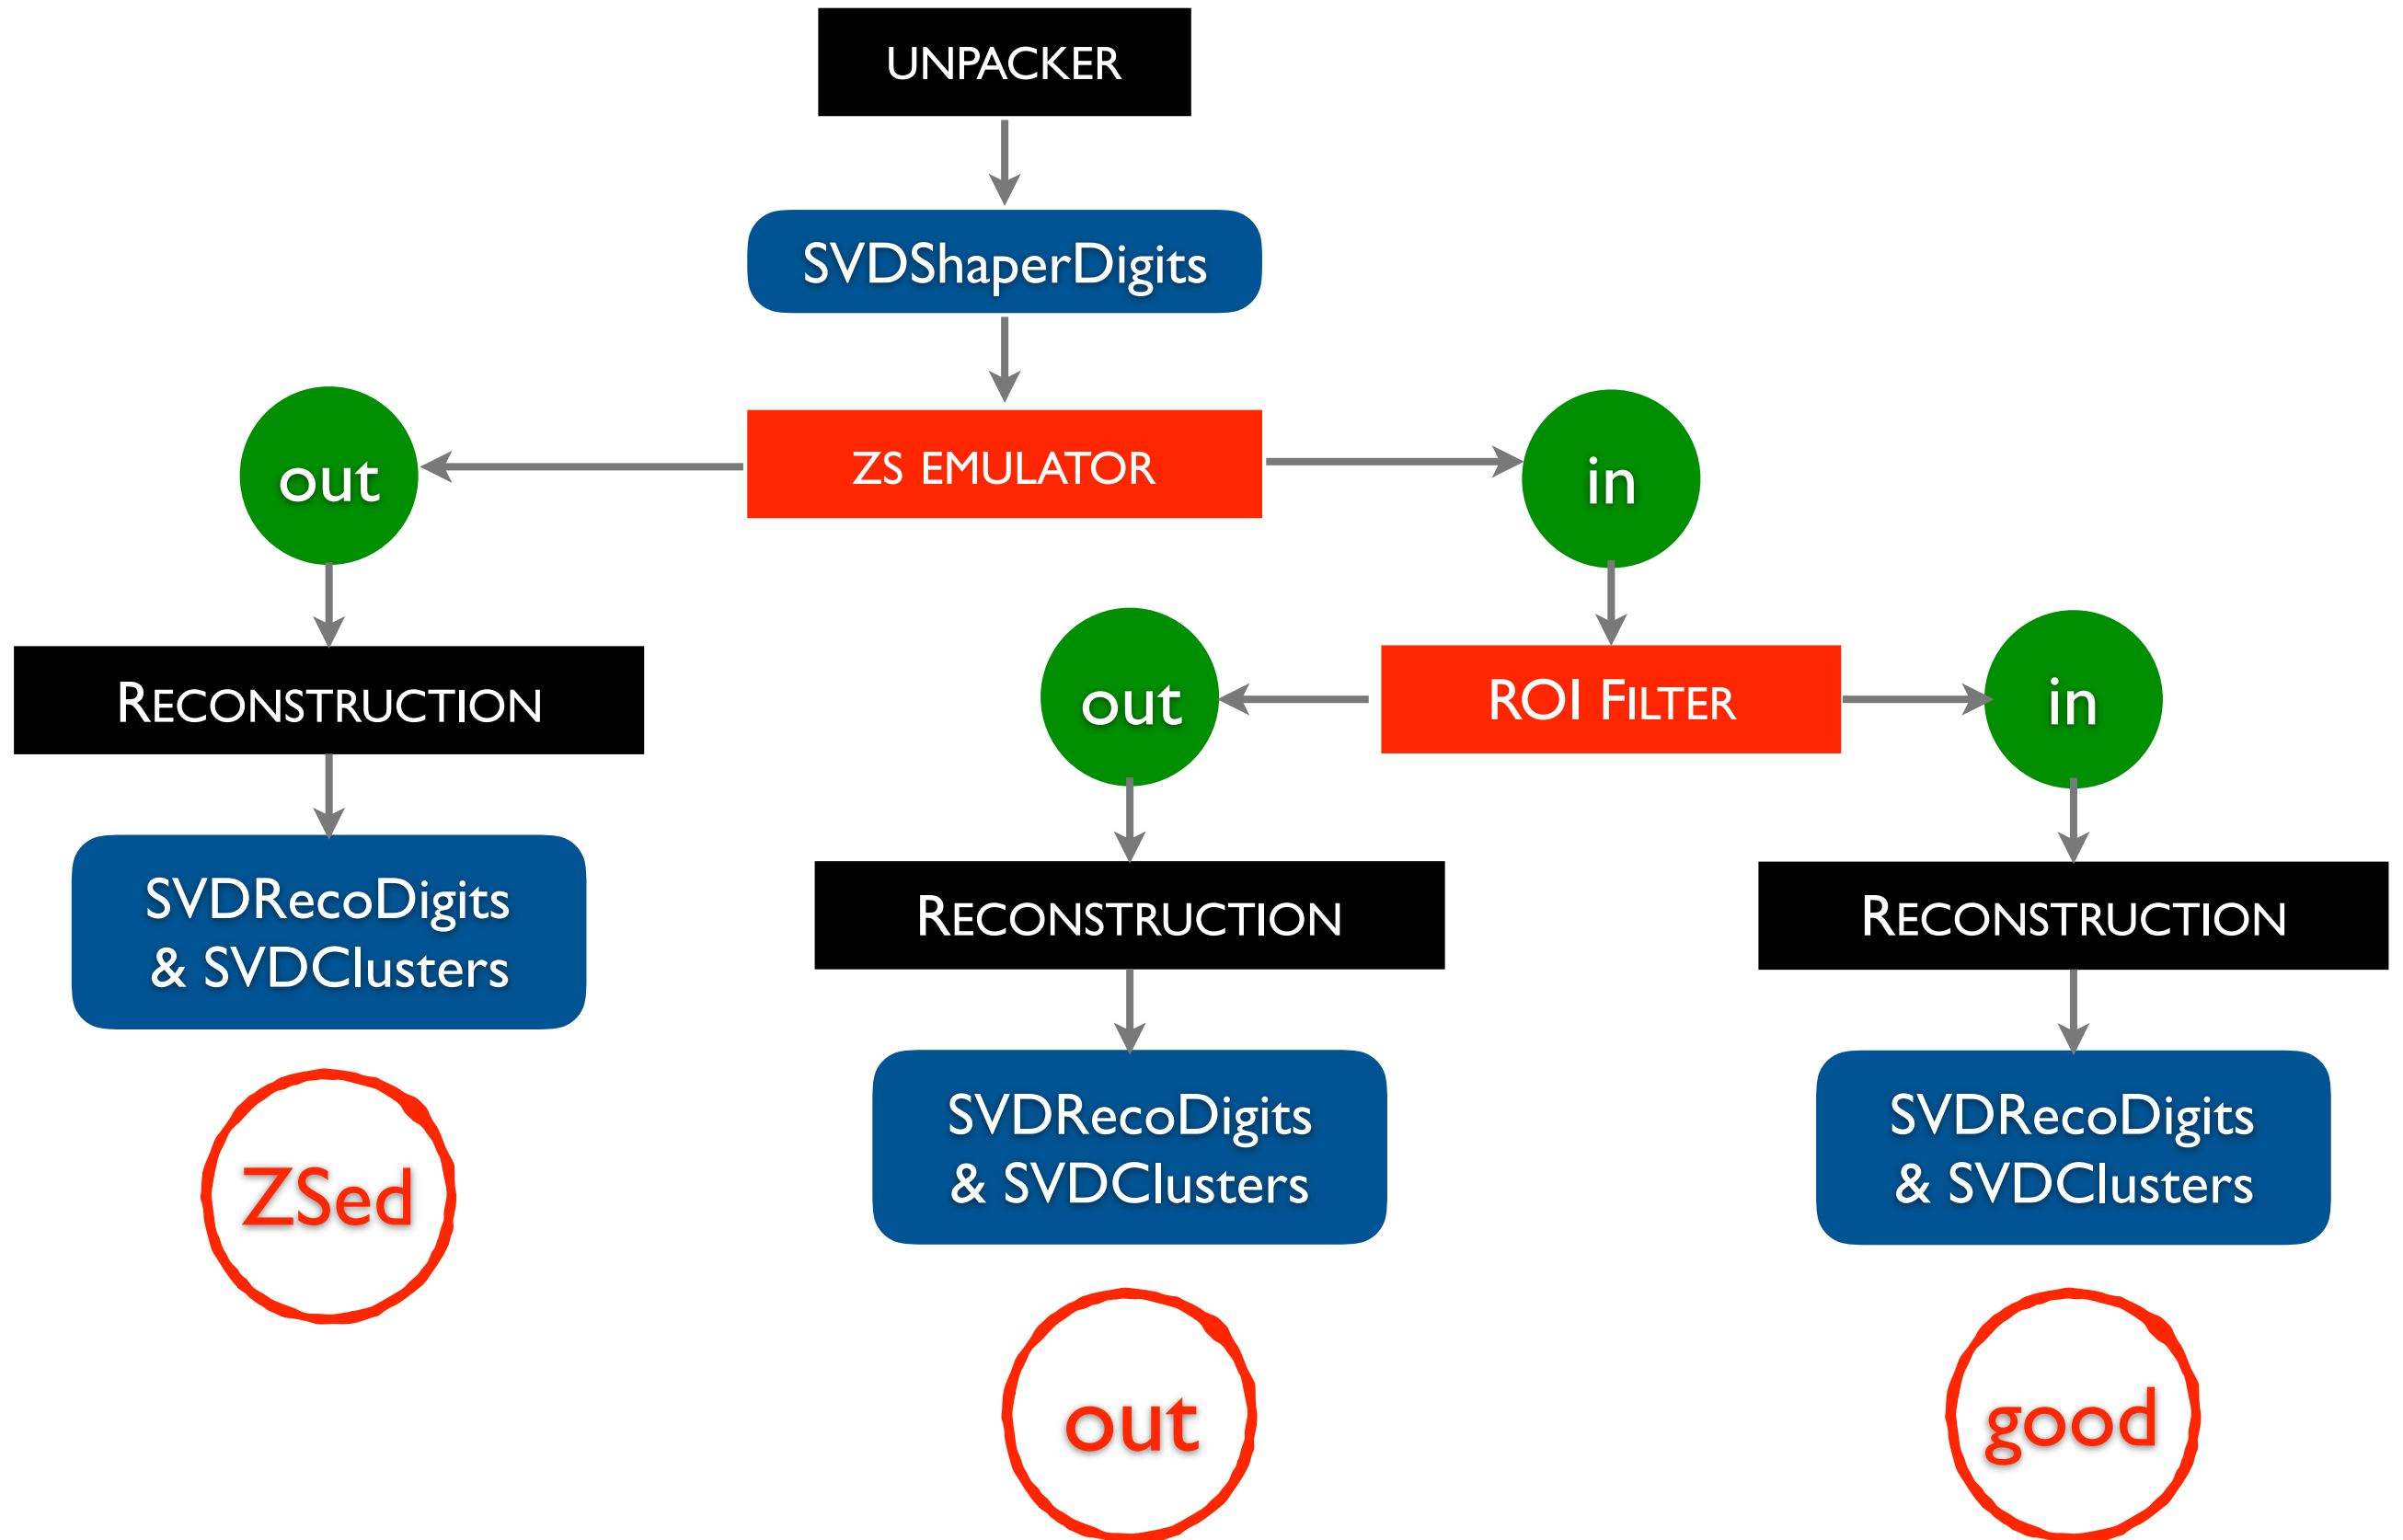 UNPACKER
SVDShaperDigits
ZS EMULATOR
out
in
RECONSTRUCTION
out
ROI FILTER
in
SVDRecoDigits
& SVDClusters
RECONSTRUCTION
RECONSTRUCTION
ZSed
SVDRecoDigits
& SVDClusters
SVDRecoDigits
& SVDClusters
out
good